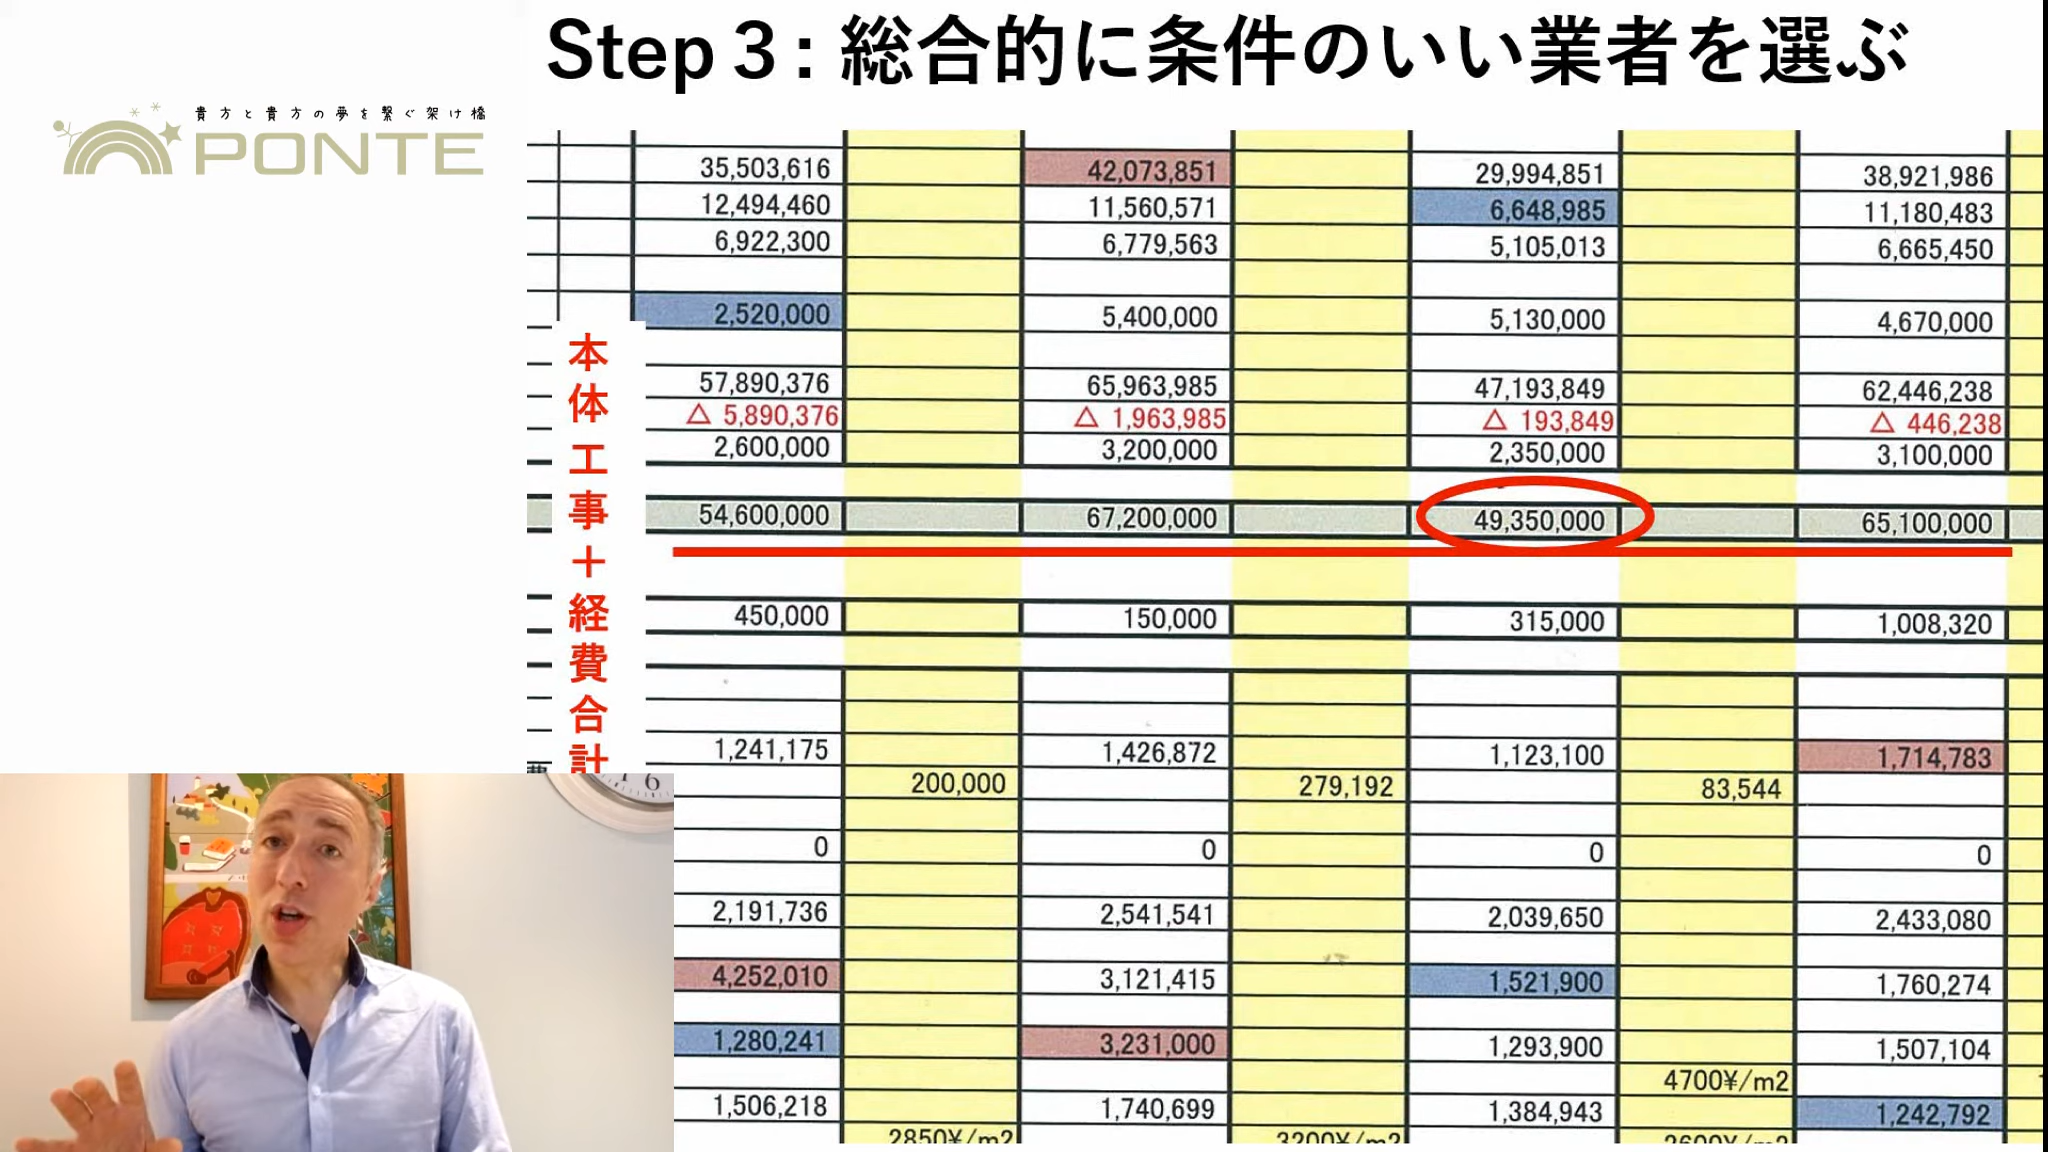 Step 3 : 総合的に条件のいい業者を選ぶ
貴方と貴方の夢を繋ぐ架け橋
PONTE
35,503,616 42,073,851 29,994,851 38,921,986
12,494,460 11,560,571 6,648,985 11,180,483
6,922,300 6,779,563 5,105,013 6,665,450
2,520,000 5,400,000 5,130,000 4,670,000
57,890,376 65,963,985 47,193,849 62,446,238
△ 5,890,376 △ 1,963,985 △ 193,849 △ 446,238
2,600,000 3,200,000 2,350,000 3,100,000
54,600,000 67,200,000 49,350,000 65,100,000
450,000 150,000 315,000 1,008,320
1,241,175 1,426,872 1,123,100 1,714,783
200,000 279,192 83,544
0 0 0 0
2,191,736 2,541,541 2,039,650 2,433,080
4,252,010 3,121,415 1,521,900 1,760,274
1,280,241 3,231,000 1,293,900 1,507,104
4700¥/m2
1,506,218 1,740,699 1,384,943 1,242,792
2850¥/m2 3200¥/m2 2600¥/m2
本体工事＋経費合計
6